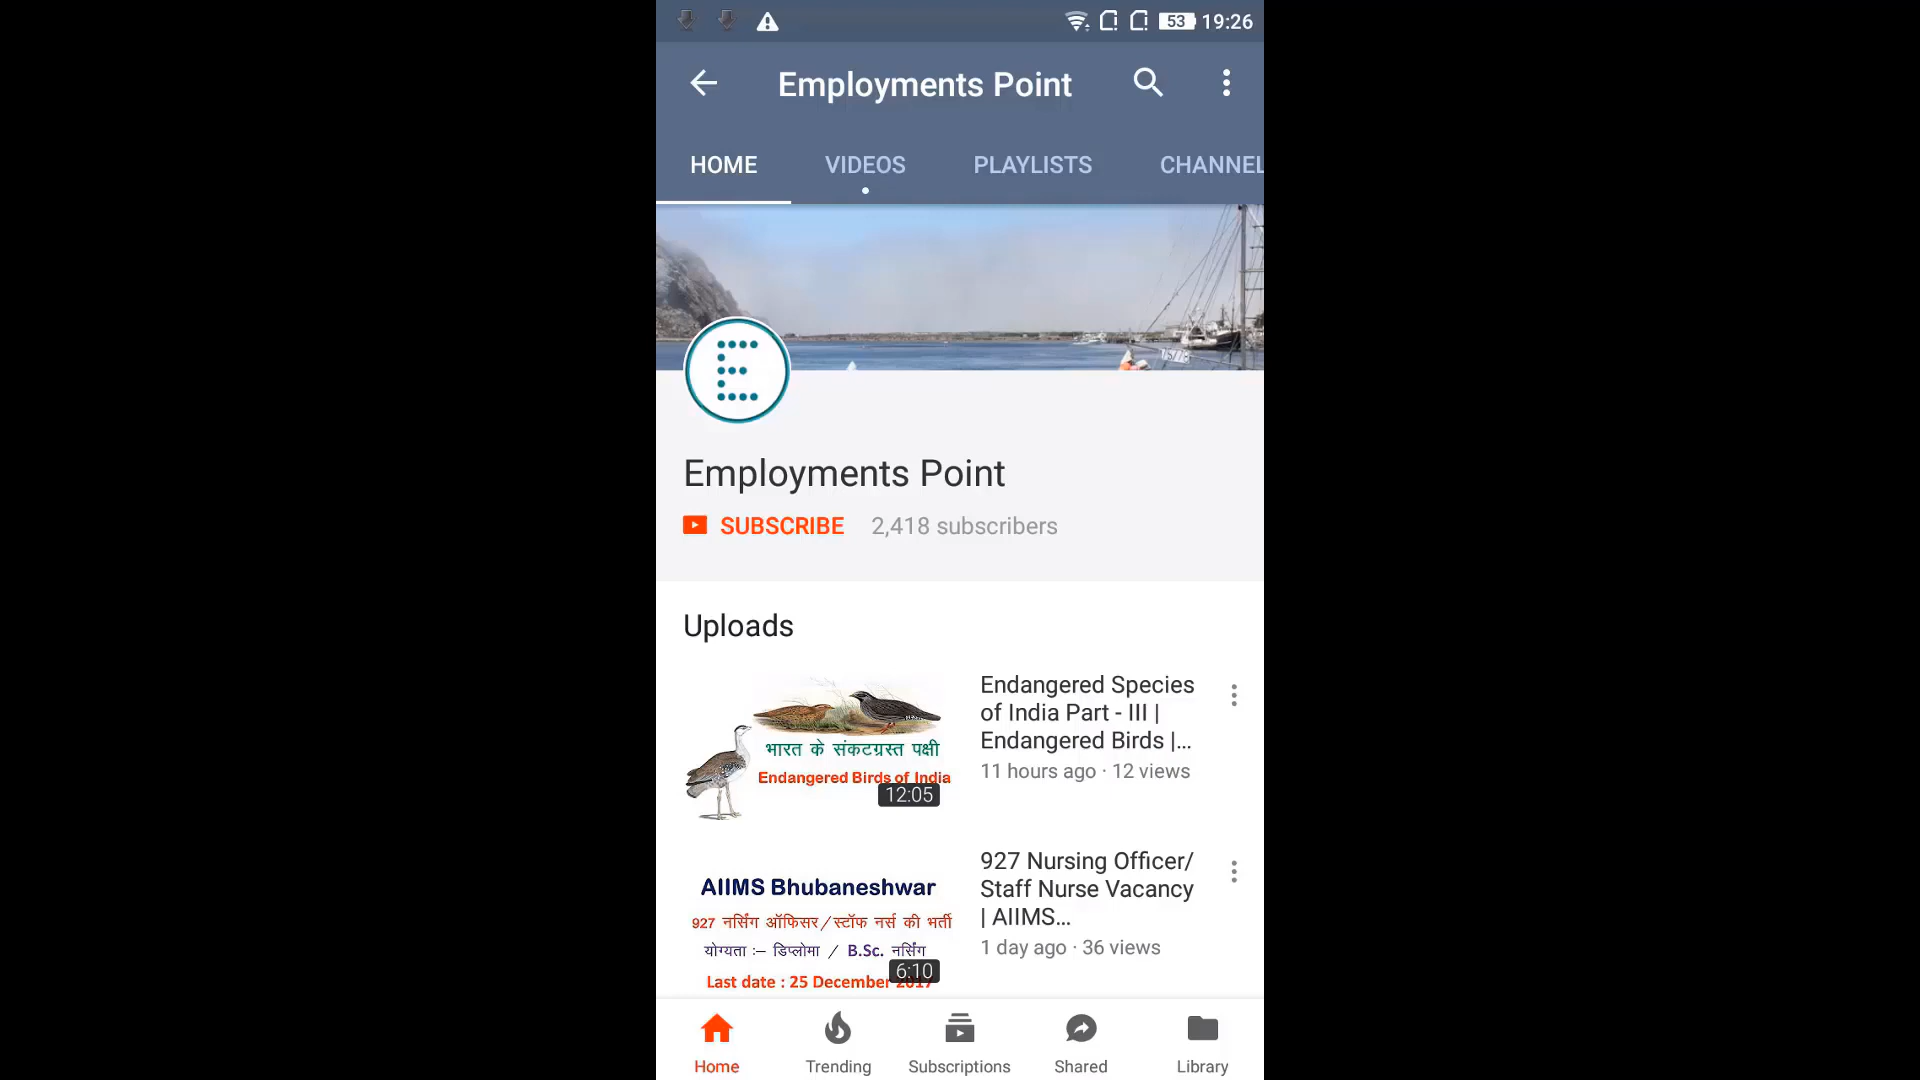 53 19:26
Employments Point
HOME VIDEOS PLAYLISTS CHANNEL
E
Employments Point
SUBSCRIBE 2,418 subscribers
Uploads
भारत के संकटग्रस्त पक्षी
Endangered Birds of India
12:05
Endangered Species
of India Part - III |
Endangered Birds |...
11 hours ago · 12 views
AIIMS Bhubaneshwar
927 नर्सिंग ऑफिसर/स्टॉफ नर्स की भर्ती
योग्यता :– डिप्लोमा / B.Sc. नर्सिंग
Last date : 25 December 2017
6:10
927 Nursing Officer/
Staff Nurse Vacancy
| AIIMS...
1 day ago · 36 views
Home Trending Subscriptions Shared Library